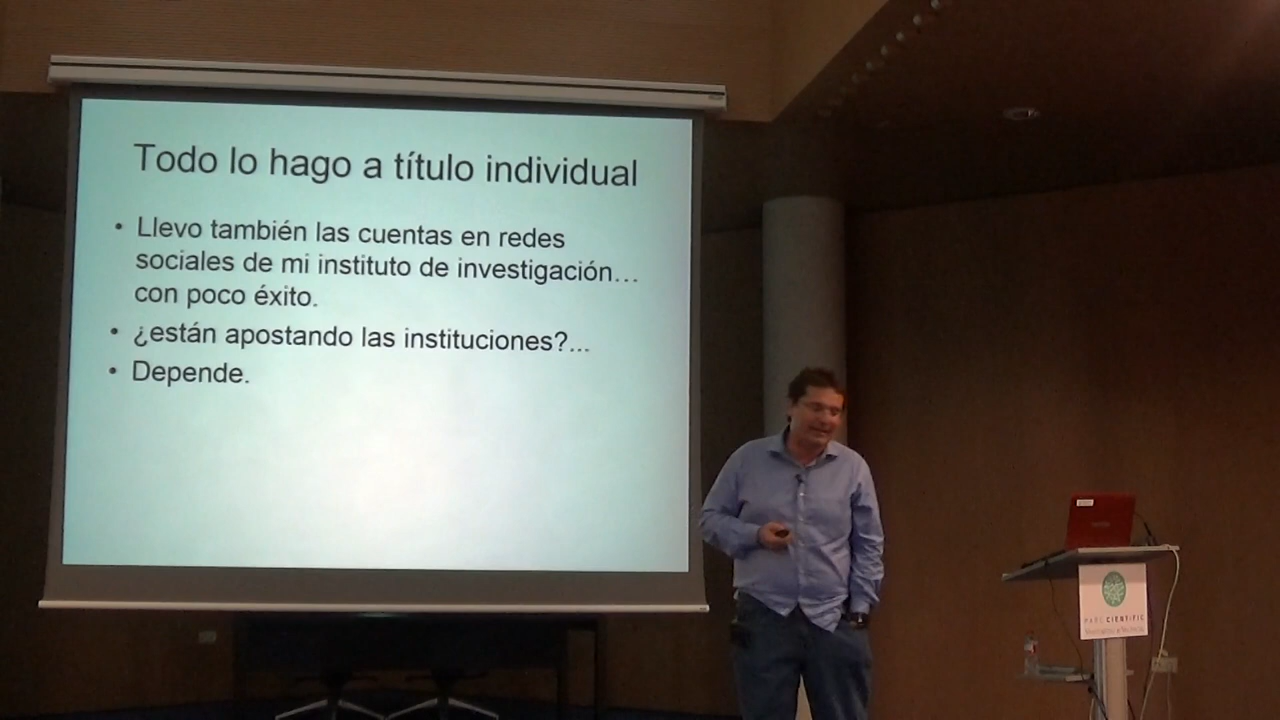 Todo lo hago a título individual
• Llevo también las cuentas en redes
sociales de mi instituto de investigación…
con poco éxito.
• ¿están apostando las instituciones?...
• Depende.
PARC CIENTÍFIC